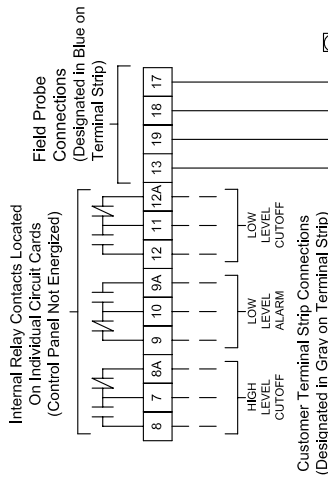 Internal Relay Contacts Located
On Individual Circuit Cards
(Control Panel Not Energized)
Field Probe
Connections
(Designated in Blue on
Terminal Strip)
8 7 8A 9 10 9A 12 11 12A 13 19 18 17
HIGH
LEVEL
CUTOFF
LOW
LEVEL
ALARM
LOW
LEVEL
CUTOFF
Customer Terminal Strip Connections
(Designated in Gray on Terminal Strip)